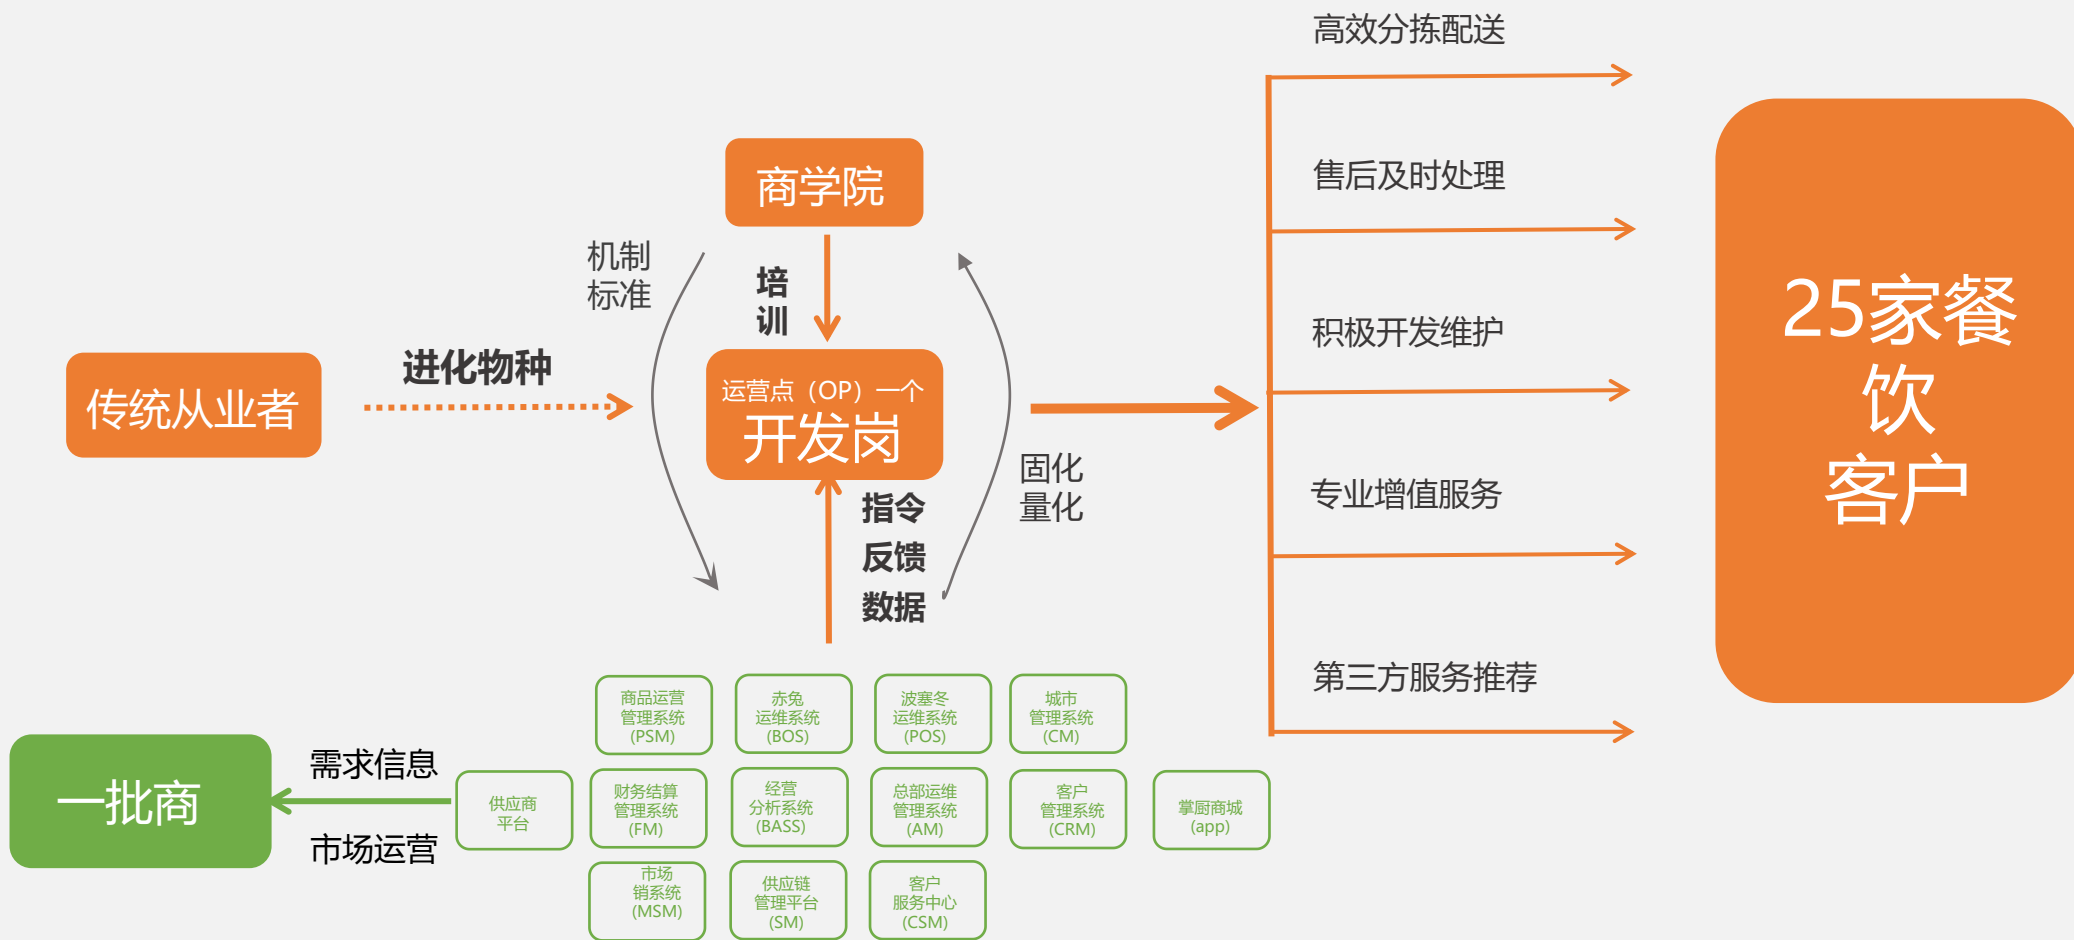 高效分拣配送
商学院
售后及时处理
机制
标准
培
训
积极开发维护
进化物种
传统从业者
运营点（OP）一个
开发岗
25家餐
饮
客户
固化
量化
指令
反馈
数据
专业增值服务
第三方服务推荐
商品运营
管理系统
(PSM)
赤兔
运维系统
(BOS)
波塞冬
运维系统
(POS)
城市
管理系统
(CM)
一批商
需求信息
市场运营
供应商
平台
财务结算
管理系统
(FM)
经营
分析系统
(BASS)
总部运维
管理系统
(AM)
客户
管理系统
(CRM)
掌厨商城
(app)
市场
销系统
(MSM)
供应链
管理平台
(SM)
客户
服务中心
(CSM)